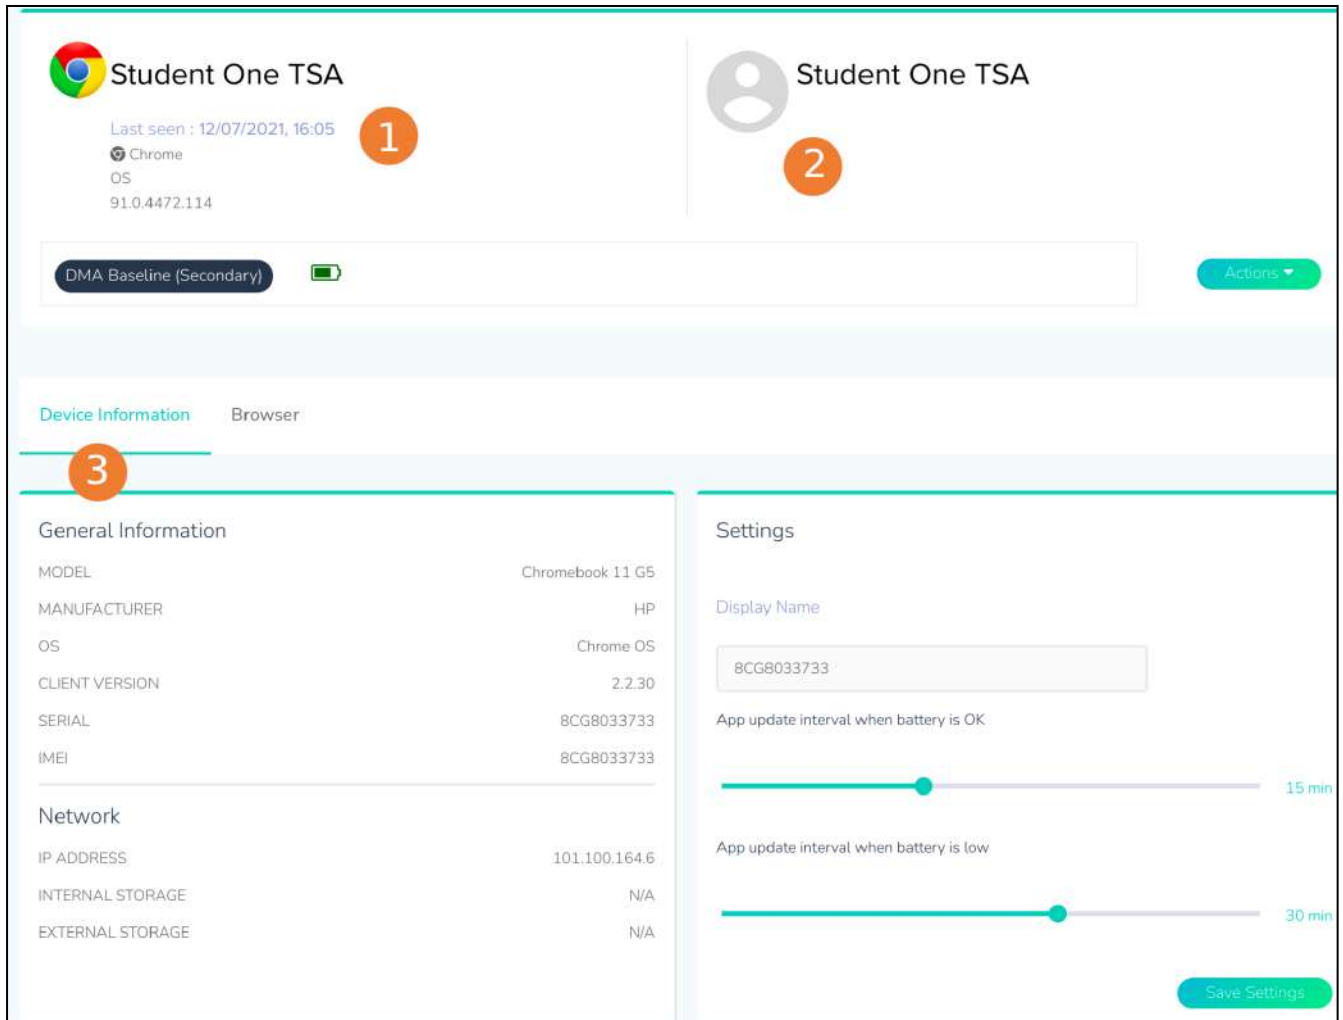 Student One TSA
Last seen : 12/07/2021, 16:05
1
Chrome
OS
91.0.4472.114
Student One TSA
2
DMA Baseline (Secondary)
Actions
Device Information Browser
3
General Information
MODEL Chromebook 11 G5
MANUFACTURER HP
OS Chrome OS
CLIENT VERSION 2.2.30
SERIAL 8CG8033733
IMEI 8CG8033733
Network
IP ADDRESS 101.100.164.6
INTERNAL STORAGE N/A
EXTERNAL STORAGE N/A
Settings
Display Name
8CG8033733
App update interval when battery is OK
15 min
App update interval when battery is low
30 min
Save Settings